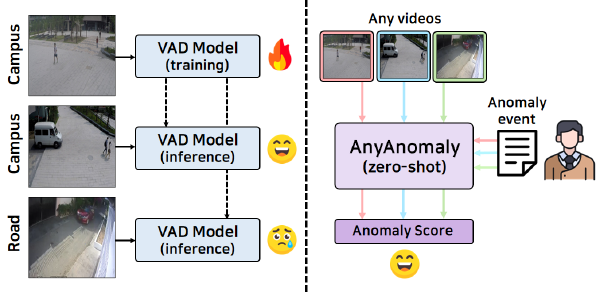 Campus
VAD Model
(training)
Campus
VAD Model
(inference)
Road
VAD Model
(inference)
Any videos
Anomaly
event
AnyAnomaly
(zero-shot)
Anomaly Score